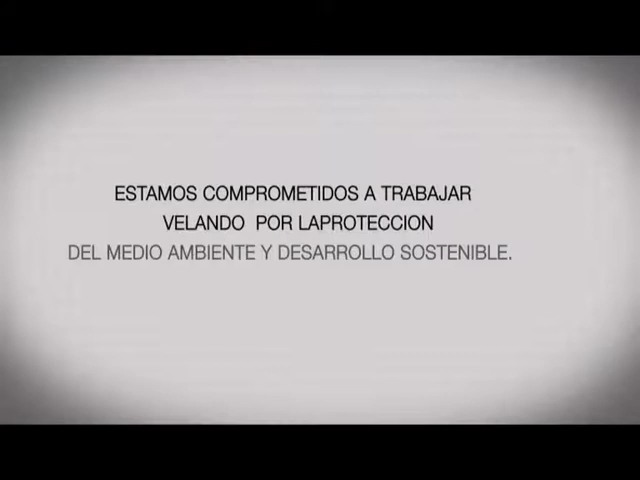 ESTAMOS COMPROMETIDOS A TRABAJAR
VELANDO  POR LAPROTECCION
DEL MEDIO AMBIENTE Y DESARROLLO SOSTENIBLE.